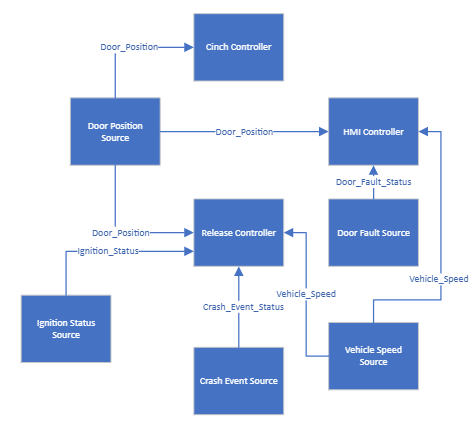 Door_Position
Cinch Controller
Door Position
Source
Door_Position
HMI Controller
Door_Fault_Status
Door_Position
Release Controller
Door Fault Source
Ignition_Status
Vehicle_Speed
Vehicle_Speed
Crash_Event_Status
Ignition Status
Source
Vehicle Speed
Source
Crash Event Source